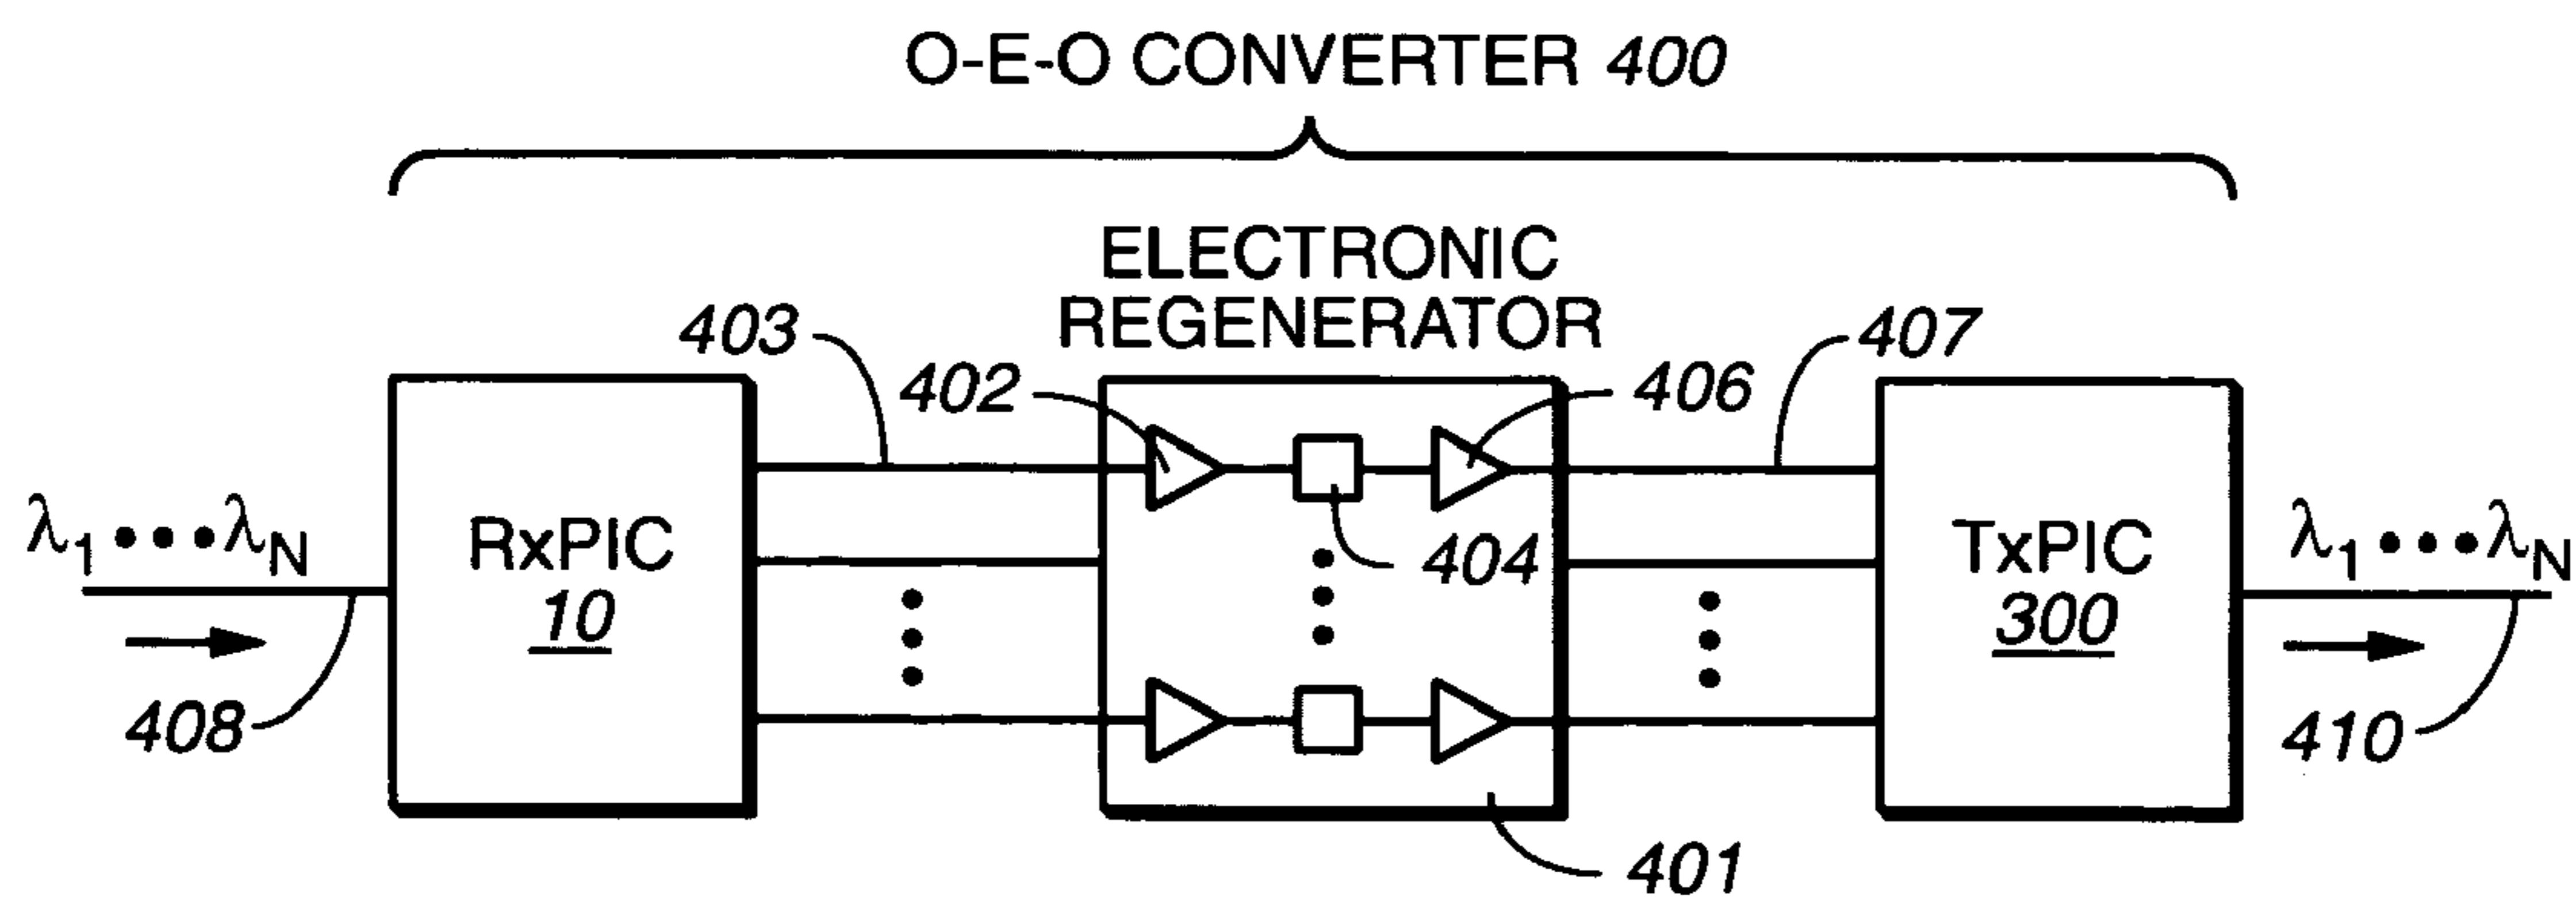 O-E-O CONVERTER 400
ELECTRONIC
REGENERATOR
403
402
406
407
λ1 • • • λN
RxPIC
10
404
TxPIC
300
λ1 • • • λN
408
410
401